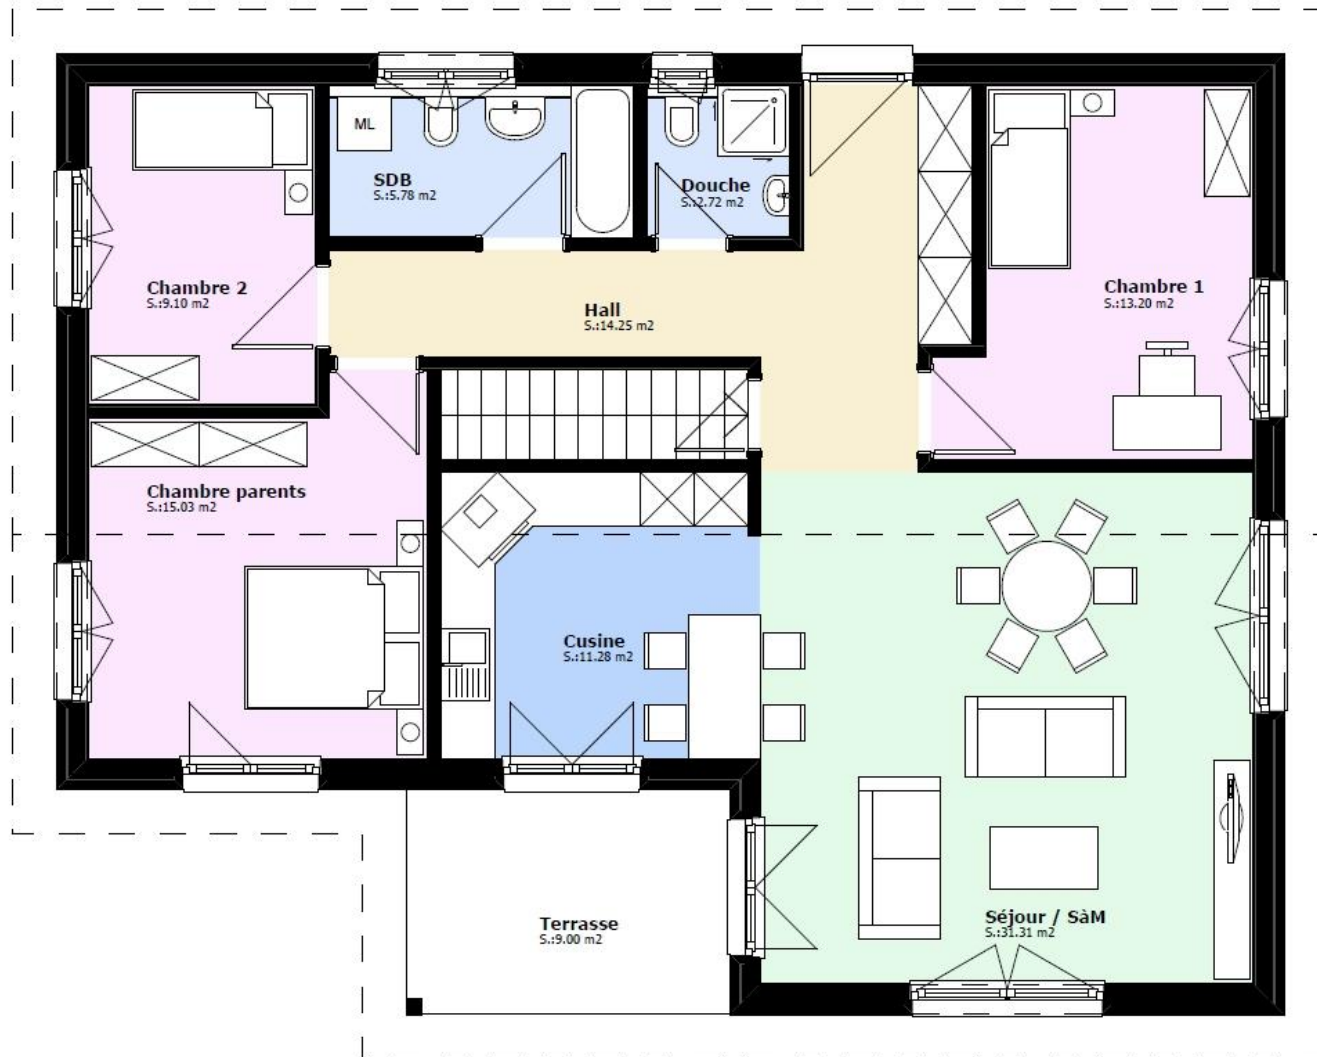 ML
SDB
S.:5.78 m2
Douche
S.:2.72 m2
Chambre 2
S.:9.10 m2
Hall
S.:14.25 m2
Chambre 1
S.:13.20 m2
Chambre parents
S.:15.03 m2
Cusine
S.:11.28 m2
Terrasse
S.:9.00 m2
Séjour / SàM
S.:31.31 m2